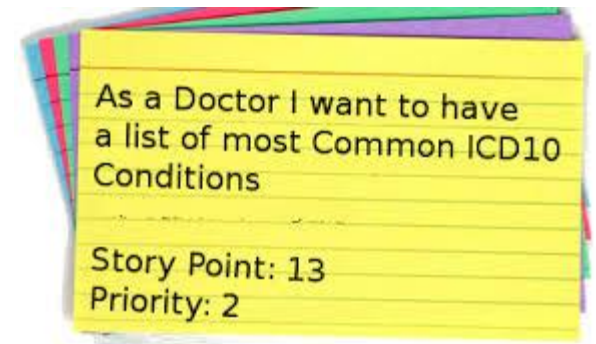 As a Doctor I want to have
a list of most Common ICD10
Conditions
Story Point: 13
Priority: 2